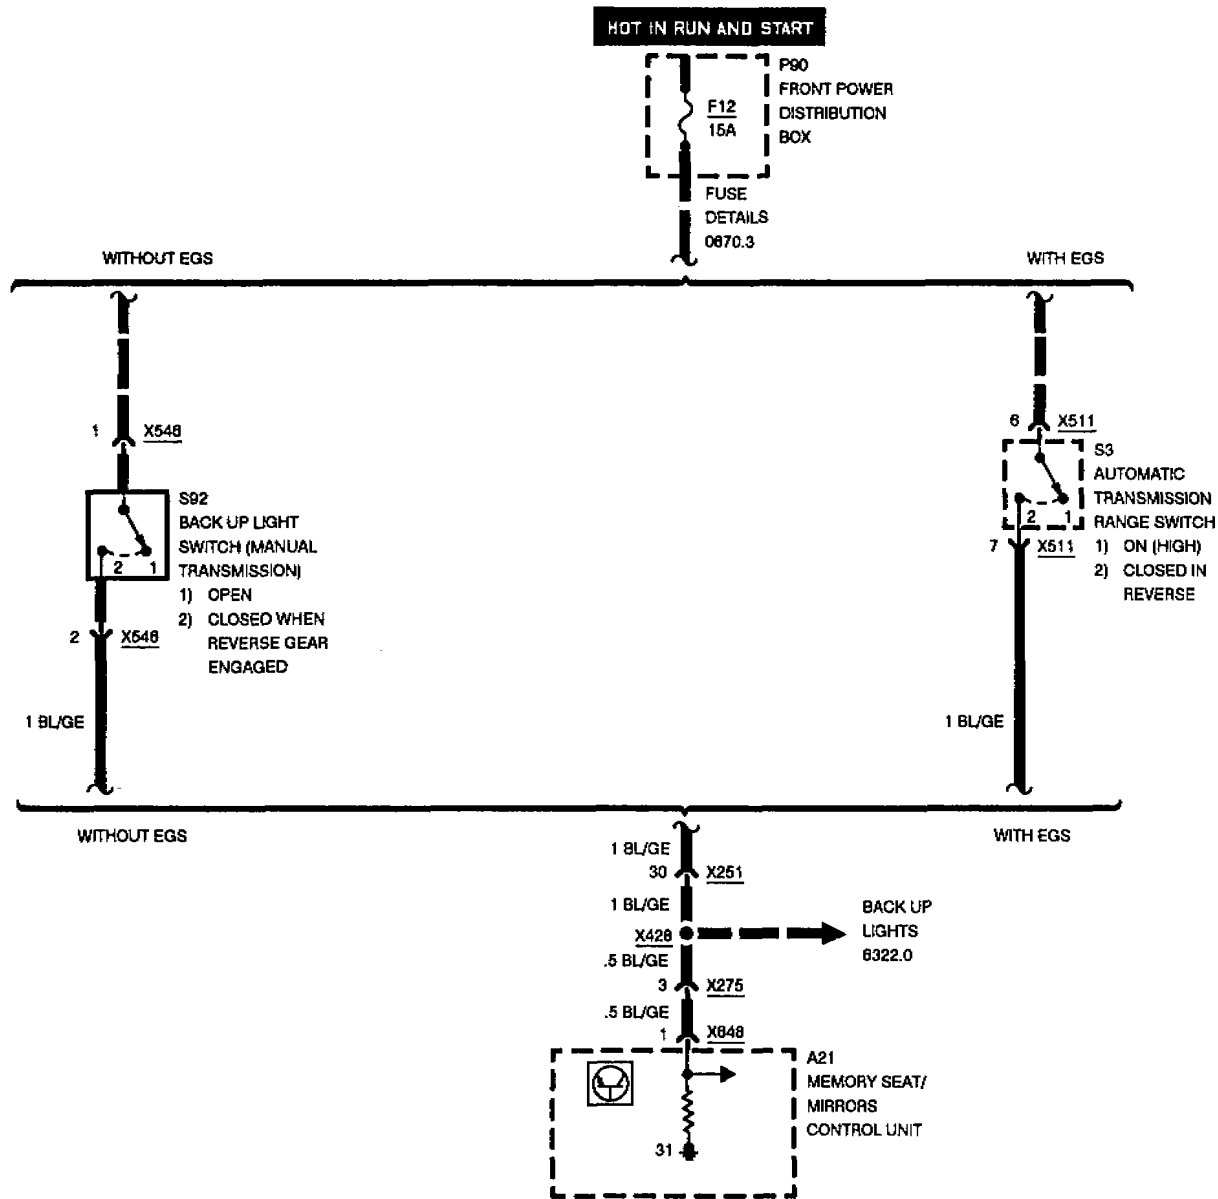 HOT IN RUN AND START
P90
FRONT POWER
DISTRIBUTION
BOX
F12
15A
FUSE
DETAILS
0670.3
WITHOUT EGS
WITH EGS
1 X546
6 X511
S92
BACK UP LIGHT
SWITCH (MANUAL
TRANSMISSION)
1) OPEN
2) CLOSED WHEN
REVERSE GEAR
ENGAGED
2 1
2 X546
S3
AUTOMATIC
TRANSMISSION
RANGE SWITCH
1) ON (HIGH)
2) CLOSED IN
REVERSE
2 1
7 X511
1 BL/GE
1 BL/GE
WITHOUT EGS
WITH EGS
1 BL/GE
30 X251
1 BL/GE
X428
BACK UP
LIGHTS
6322.0
.5 BL/GE
3 X275
.5 BL/GE
1 X648
A21
MEMORY SEAT/
MIRRORS
CONTROL UNIT
31